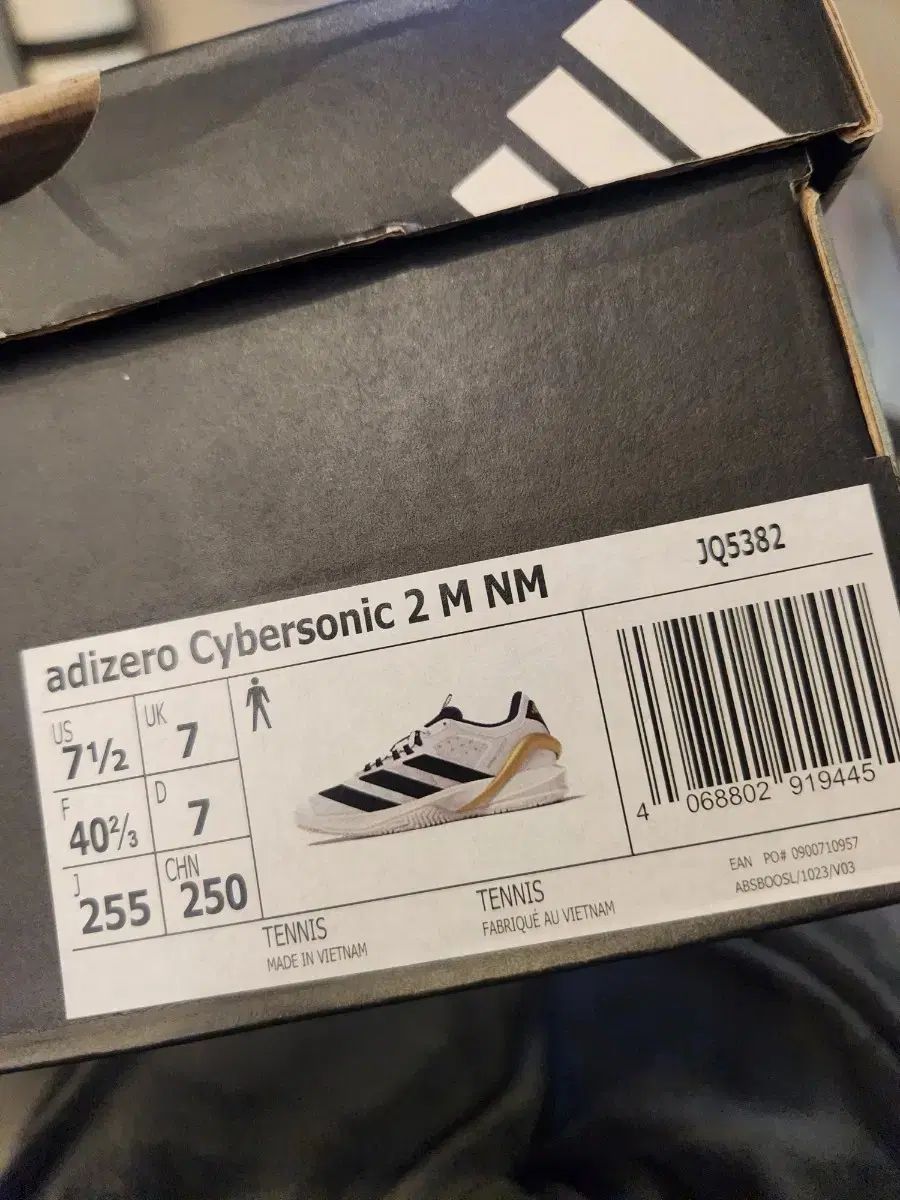 adizero Cybersonic 2 M NM
JQ5382
US
7½
UK
7
F
40⅔
D
7
J
255
CHN
250
TENNIS
MADE IN VIETNAM
TENNIS
FABRIQUÉ AU VIETNAM
4 068802 919445
EAN PO# 0900710957
ABSBOOSL/1023/V03